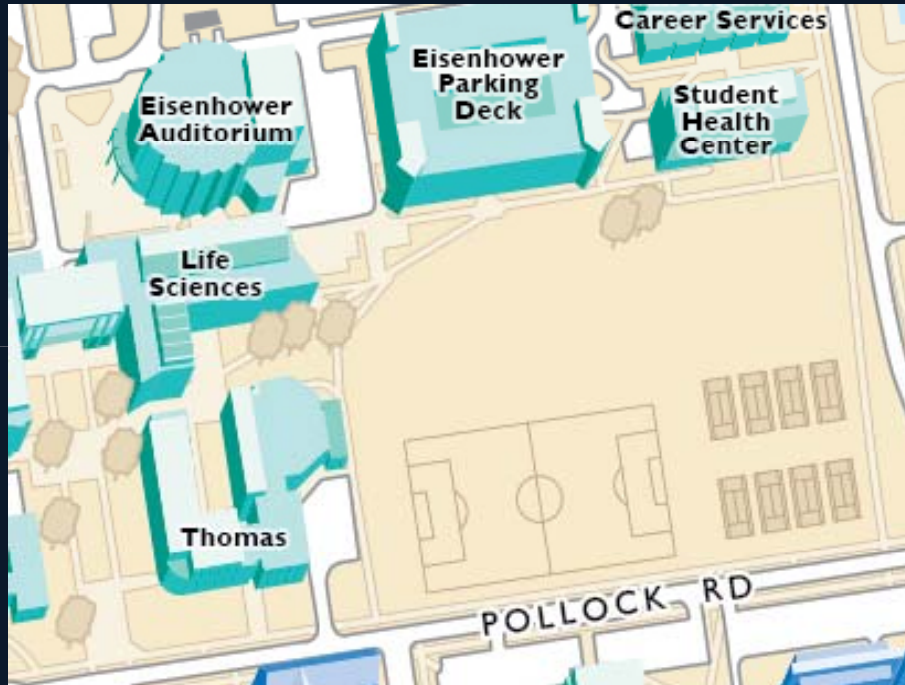 Career Services
Eisenhower
Parking
Deck
Eisenhower
Auditorium
Student
Health
Center
Life
Sciences
Thomas
POLLOCK RD